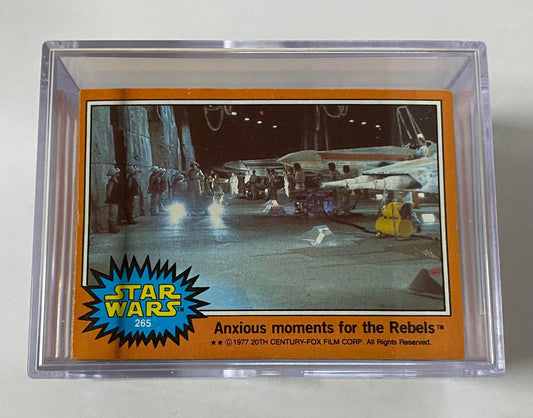 STAR
WARS
265
Anxious moments for the Rebels™
★★ ©1977 20TH CENTURY-FOX FILM CORP. All Rights Reserved.